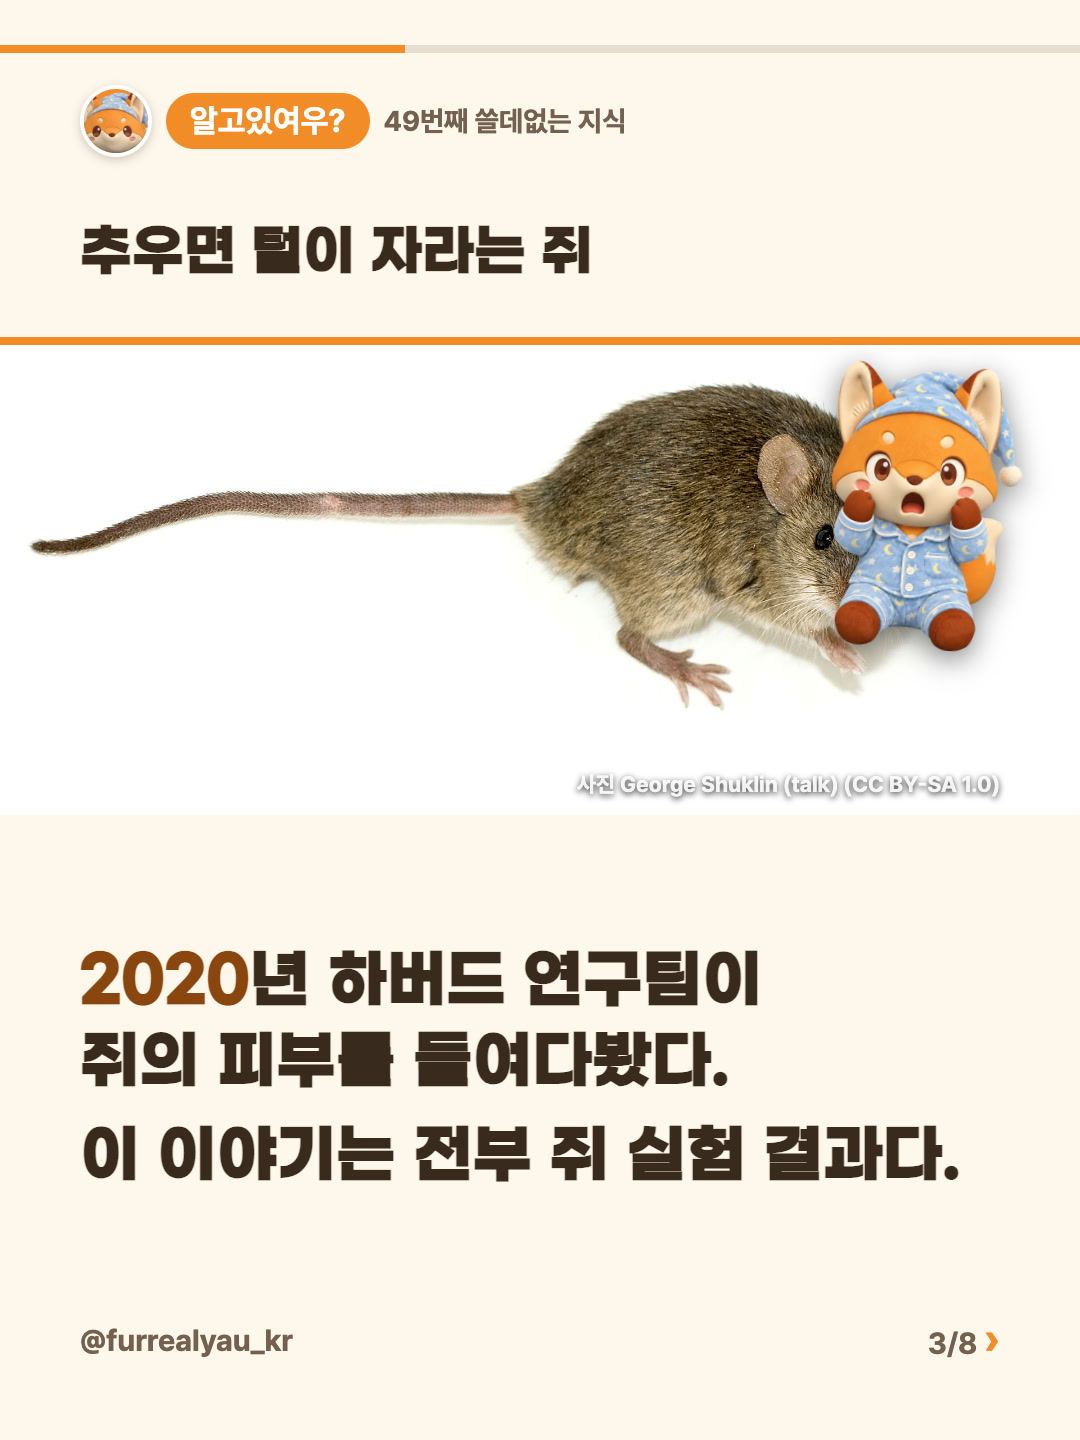 알고있여우?
49번째 쓸데없는 지식
추우면 털이 자라는 쥐
사진 George Shuklin (talk) (CC BY-SA 1.0)
2020년 하버드 연구팀이
쥐의 피부를 들여다봤다.
이 이야기는 전부 쥐 실험 결과다.
@furrealyau_kr
3/8 ›